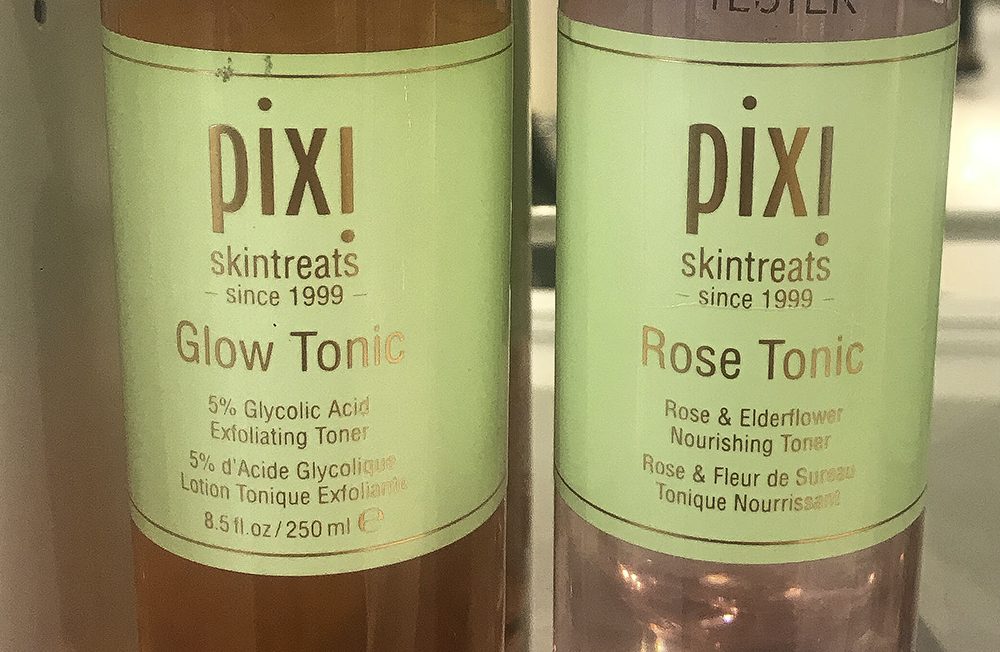 pixi
skintreats
– since 1999 –
Glow Tonic
5% Glycolic Acid
Exfoliating Toner
5% d'Acide Glycolique
Lotion Tonique Exfoliante
8.5 fl.oz / 250 ml ℮
TESTER
pixi
skintreats
– since 1999 –
Rose Tonic
Rose & Elderflower
Nourishing Toner
Rose & Fleur de Sureau
Tonique Nourrissant